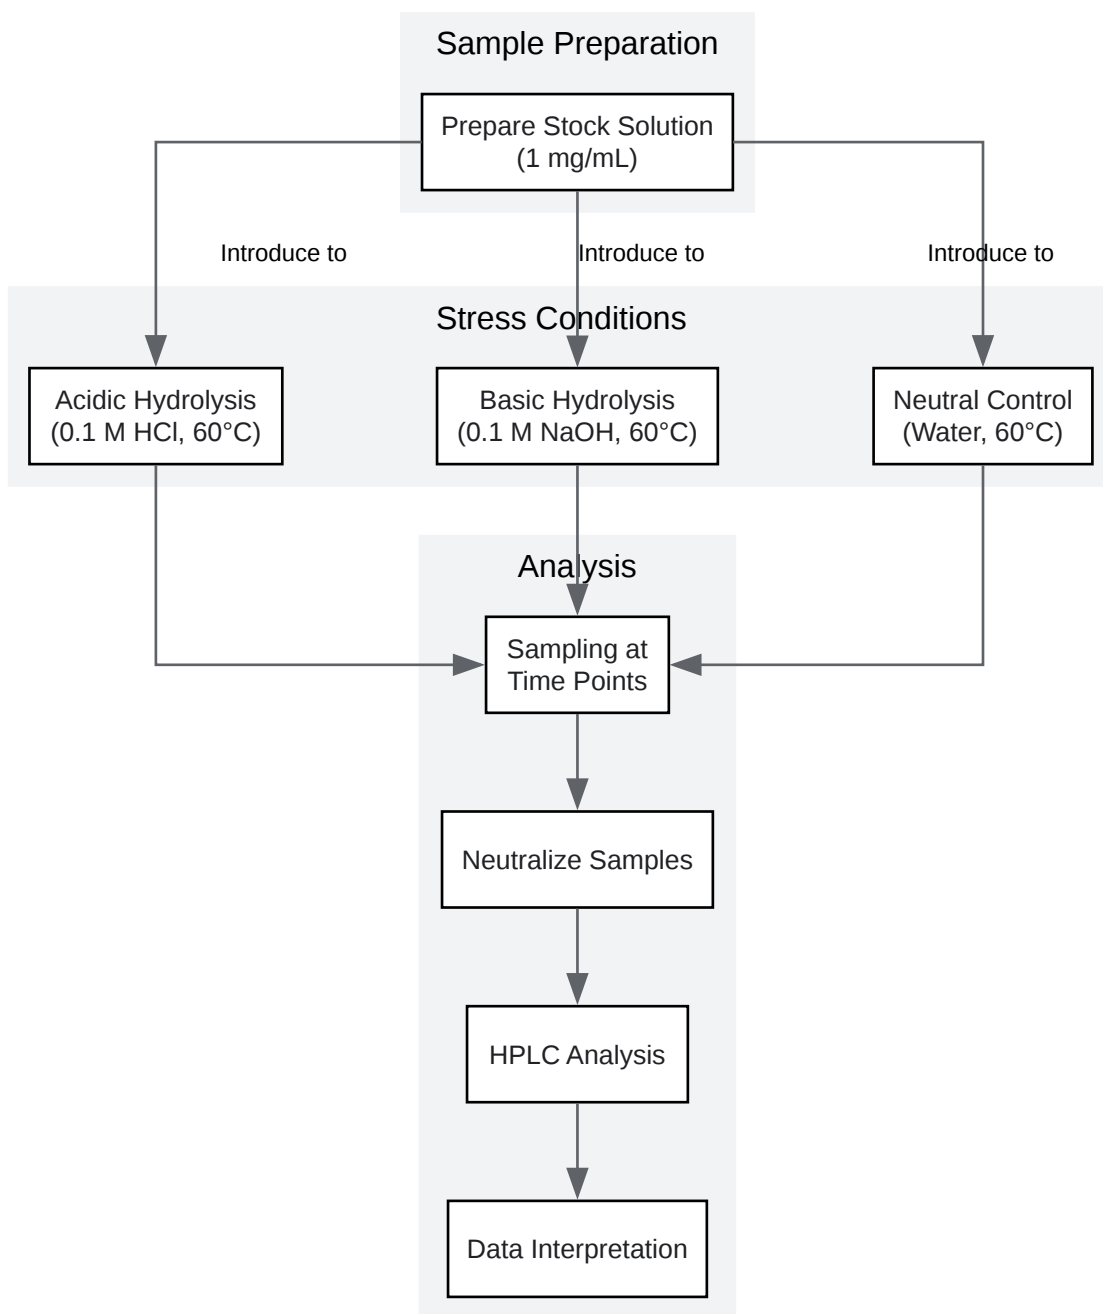 Sample Preparation
Prepare Stock Solution
(1 mg/mL)
Introduce to
Introduce to
Introduce to
Stress Conditions
Acidic Hydrolysis
(0.1 M HCl, 60°C)
Basic Hydrolysis
(0.1 M NaOH, 60°C)
Neutral Control
(Water, 60°C)
Analysis
Sampling at
Time Points
Neutralize Samples
HPLC Analysis
Data Interpretation